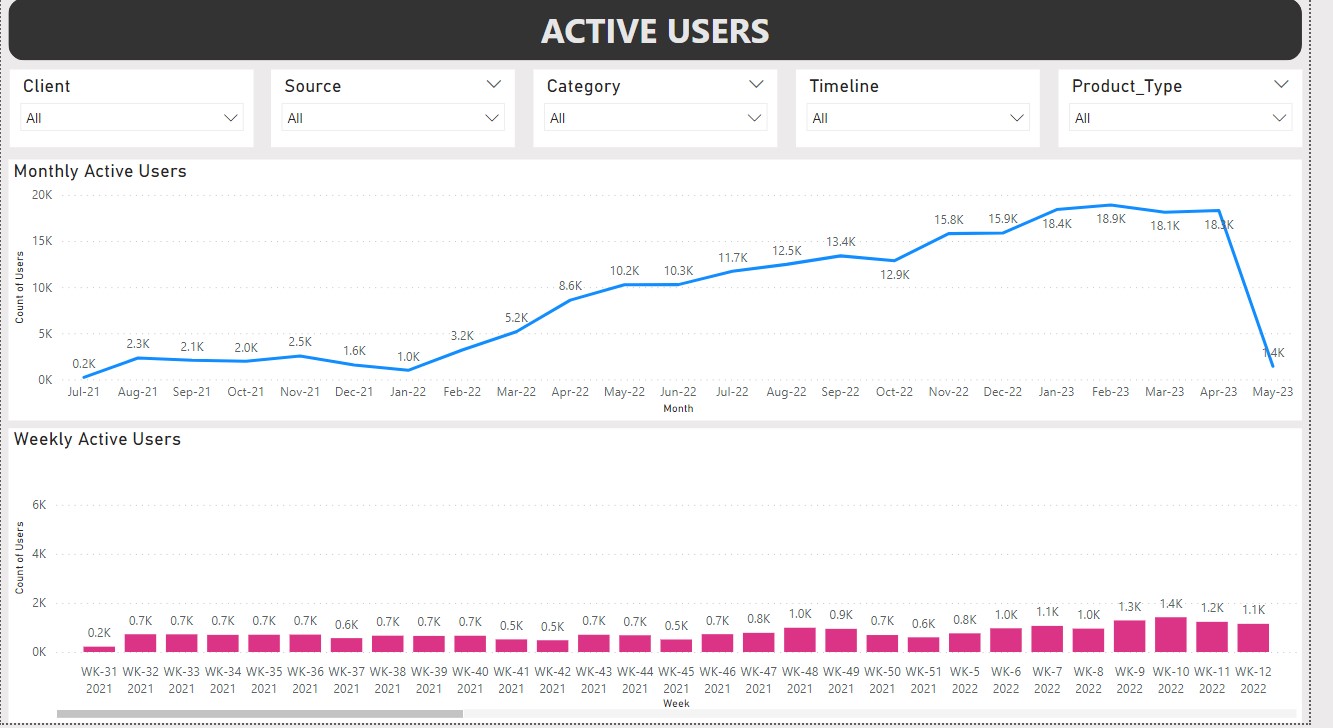 ACTIVE USERS
Client Source Category Timeline Product_Type
All All All All All
Monthly Active Users
Count of Users
20K
15K
10K
5K
0K
0.2K 2.3K 2.1K 2.0K 2.5K 1.6K 1.0K 3.2K 5.2K 8.6K 10.2K 10.3K 11.7K 12.5K 13.4K 12.9K 15.8K 15.9K 18.4K 18.9K 18.1K 18.3K 1.4K
Jul-21 Aug-21 Sep-21 Oct-21 Nov-21 Dec-21 Jan-22 Feb-22 Mar-22 Apr-22 May-22 Jun-22 Jul-22 Aug-22 Sep-22 Oct-22 Nov-22 Dec-22 Jan-23 Feb-23 Mar-23 Apr-23 May-23
Month
Weekly Active Users
Count of Users
6K
4K
2K
0K
0.2K 0.7K 0.7K 0.7K 0.7K 0.7K 0.6K 0.7K 0.7K 0.7K 0.5K 0.5K 0.7K 0.7K 0.5K 0.7K 0.8K 1.0K 0.9K 0.7K 0.6K 0.8K 1.0K 1.1K 1.0K 1.3K 1.4K 1.2K 1.1K
WK-31 WK-32 WK-33 WK-34 WK-35 WK-36 WK-37 WK-38 WK-39 WK-40 WK-41 WK-42 WK-43 WK-44 WK-45 WK-46 WK-47 WK-48 WK-49 WK-50 WK-51 WK-5 WK-6 WK-7 WK-8 WK-9 WK-10 WK-11 WK-12
2021 2021 2021 2021 2021 2021 2021 2021 2021 2021 2021 2021 2021 2021 2021 2021 2021 2021 2021 2021 2021 2022 2022 2022 2022 2022 2022 2022 2022
Week